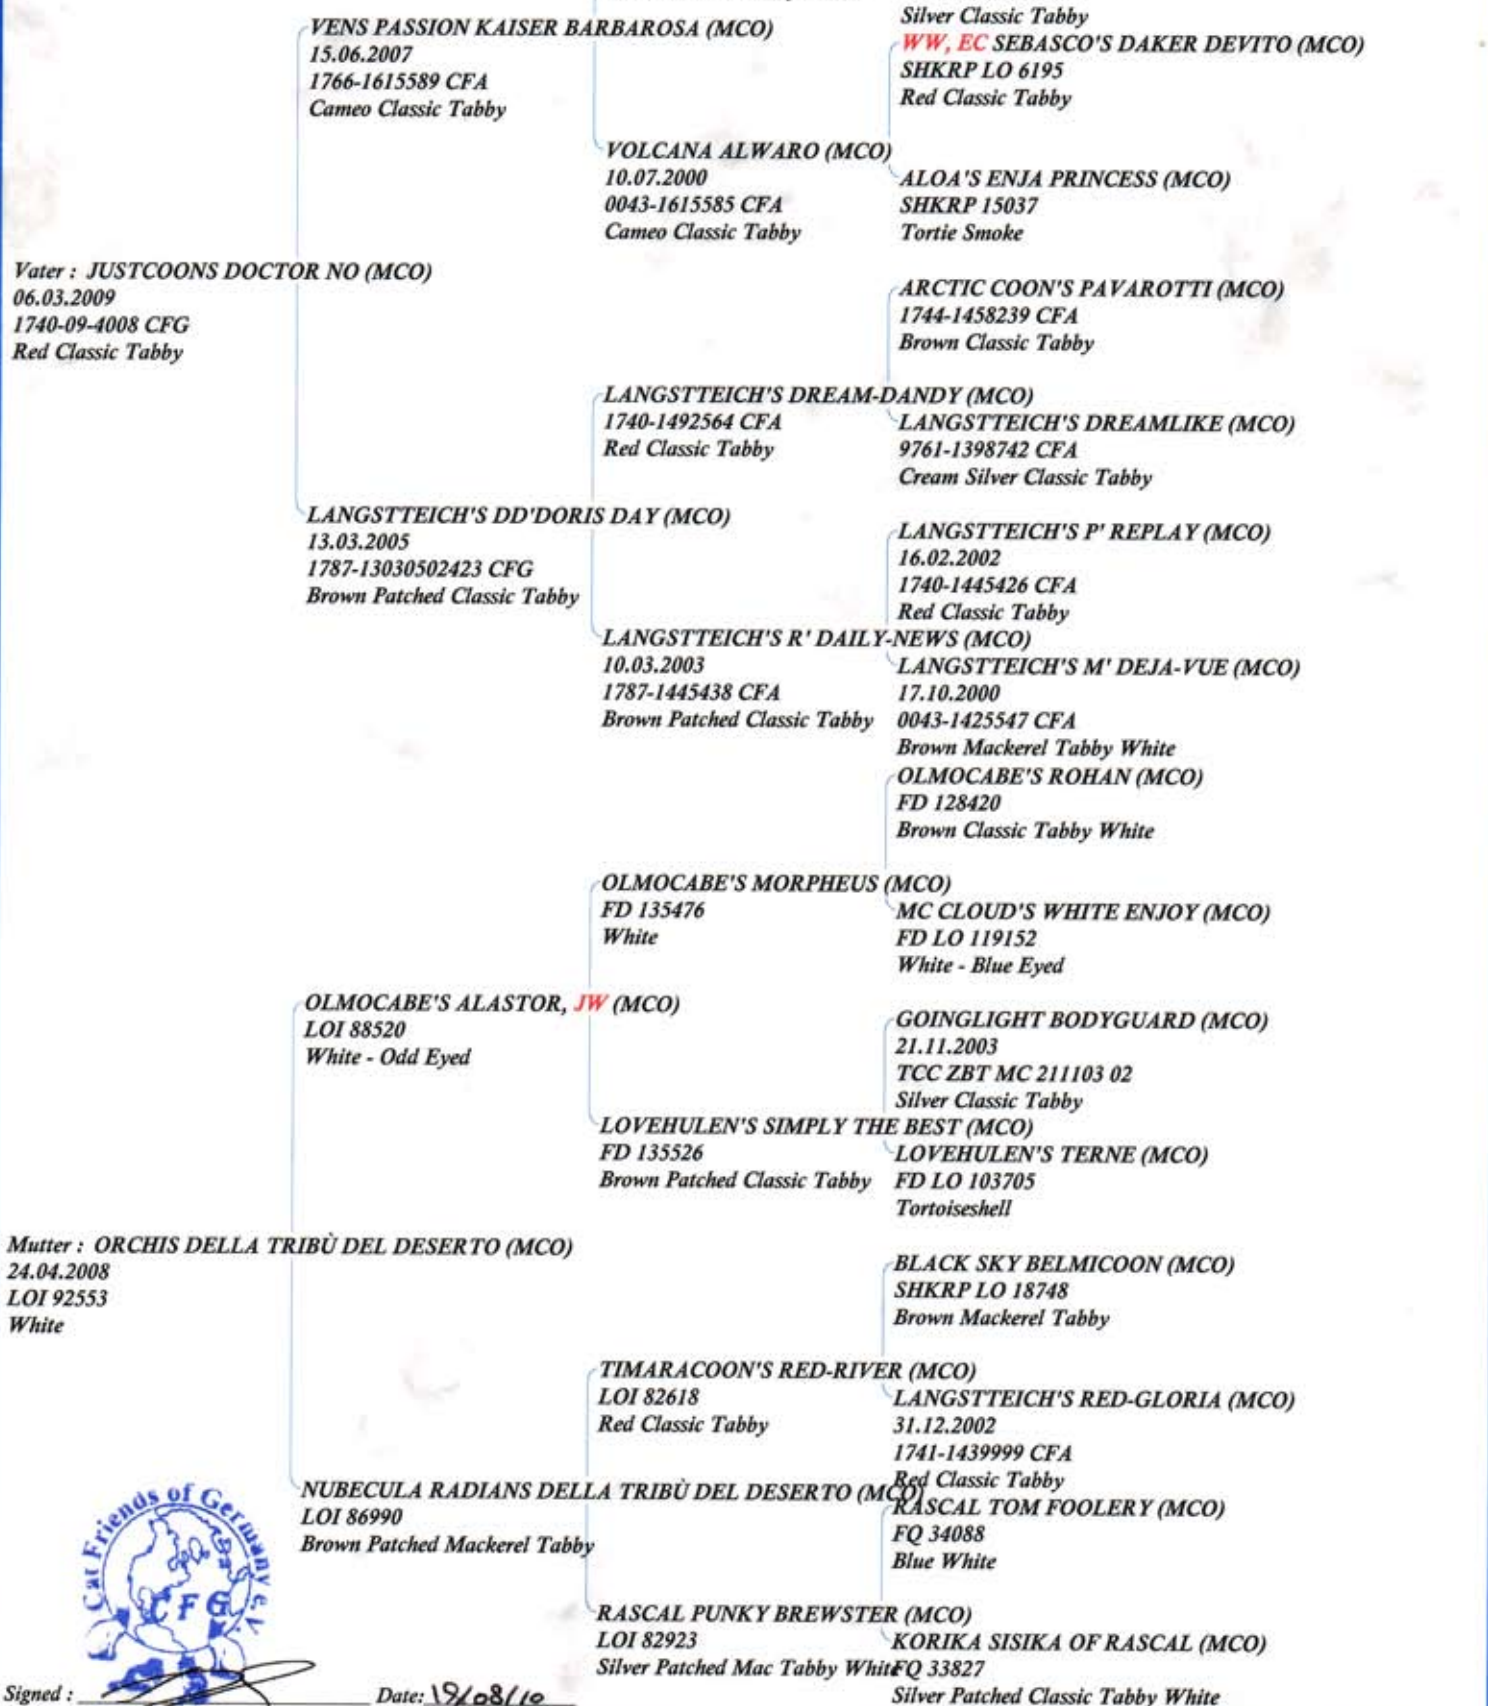 Silver Classic Tabby
VENS PASSION KAISER BARBAROSA (MCO)
15.06.2007
1766-1615589 CFA
Cameo Classic Tabby
WW, EC SEBASCO'S DAKER DEVITO (MCO)
SHKRP LO 6195
Red Classic Tabby
VOLCANA ALWARO (MCO)
10.07.2000
0043-1615585 CFA
Cameo Classic Tabby
ALOA'S ENJA PRINCESS (MCO)
SHKRP 15037
Tortie Smoke
Vater : JUSTCOONS DOCTOR NO (MCO)
06.03.2009
1740-09-4008 CFG
Red Classic Tabby
ARCTIC COON'S PAVAROTTI (MCO)
1744-1458239 CFA
Brown Classic Tabby
LANGSTTEICH'S DREAM-DANDY (MCO)
1740-1492564 CFA
Red Classic Tabby
LANGSTTEICH'S DREAMLIKE (MCO)
9761-1398742 CFA
Cream Silver Classic Tabby
LANGSTTEICH'S DD'DORIS DAY (MCO)
13.03.2005
1787-13030502423 CFG
Brown Patched Classic Tabby
LANGSTTEICH'S P' REPLAY (MCO)
16.02.2002
1740-1445426 CFA
Red Classic Tabby
LANGSTTEICH'S R' DAILY-NEWS (MCO)
10.03.2003
1787-1445438 CFA
Brown Patched Classic Tabby
LANGSTTEICH'S M' DEJA-VUE (MCO)
17.10.2000
0043-1425547 CFA
Brown Mackerel Tabby White
OLMOCABE'S ROHAN (MCO)
FD 128420
Brown Classic Tabby White
OLMOCABE'S MORPHEUS (MCO)
FD 135476
White
MC CLOUD'S WHITE ENJOY (MCO)
FD LO 119152
White - Blue Eyed
OLMOCABE'S ALASTOR, JW (MCO)
LOI 88520
White - Odd Eyed
GOINGLIGHT BODYGUARD (MCO)
21.11.2003
TCC ZBT MC 211103 02
Silver Classic Tabby
LOVEHULEN'S SIMPLY THE BEST (MCO)
FD 135526
Brown Patched Classic Tabby
LOVEHULEN'S TERNE (MCO)
FD LO 103705
Tortoiseshell
Mutter : ORCHIS DELLA TRIBÙ DEL DESERTO (MCO)
24.04.2008
LOI 92553
White
BLACK SKY BELMICOON (MCO)
SHKRP LO 18748
Brown Mackerel Tabby
TIMARACOON'S RED-RIVER (MCO)
LOI 82618
Red Classic Tabby
LANGSTTEICH'S RED-GLORIA (MCO)
31.12.2002
1741-1439999 CFA
Red Classic Tabby
NUBECULA RADIANS DELLA TRIBÙ DEL DESERTO (MCO)
LOI 86990
Brown Patched Mackerel Tabby
RASCAL TOM FOOLERY (MCO)
FQ 34088
Blue White
RASCAL PUNKY BREWSTER (MCO)
LOI 82923
Silver Patched Mac Tabby White
KORIKA SISIKA OF RASCAL (MCO)
FQ 33827
Silver Patched Classic Tabby White
Cat Friends of Germany e.V.
CFG
Signed :
Date: 19/08/10